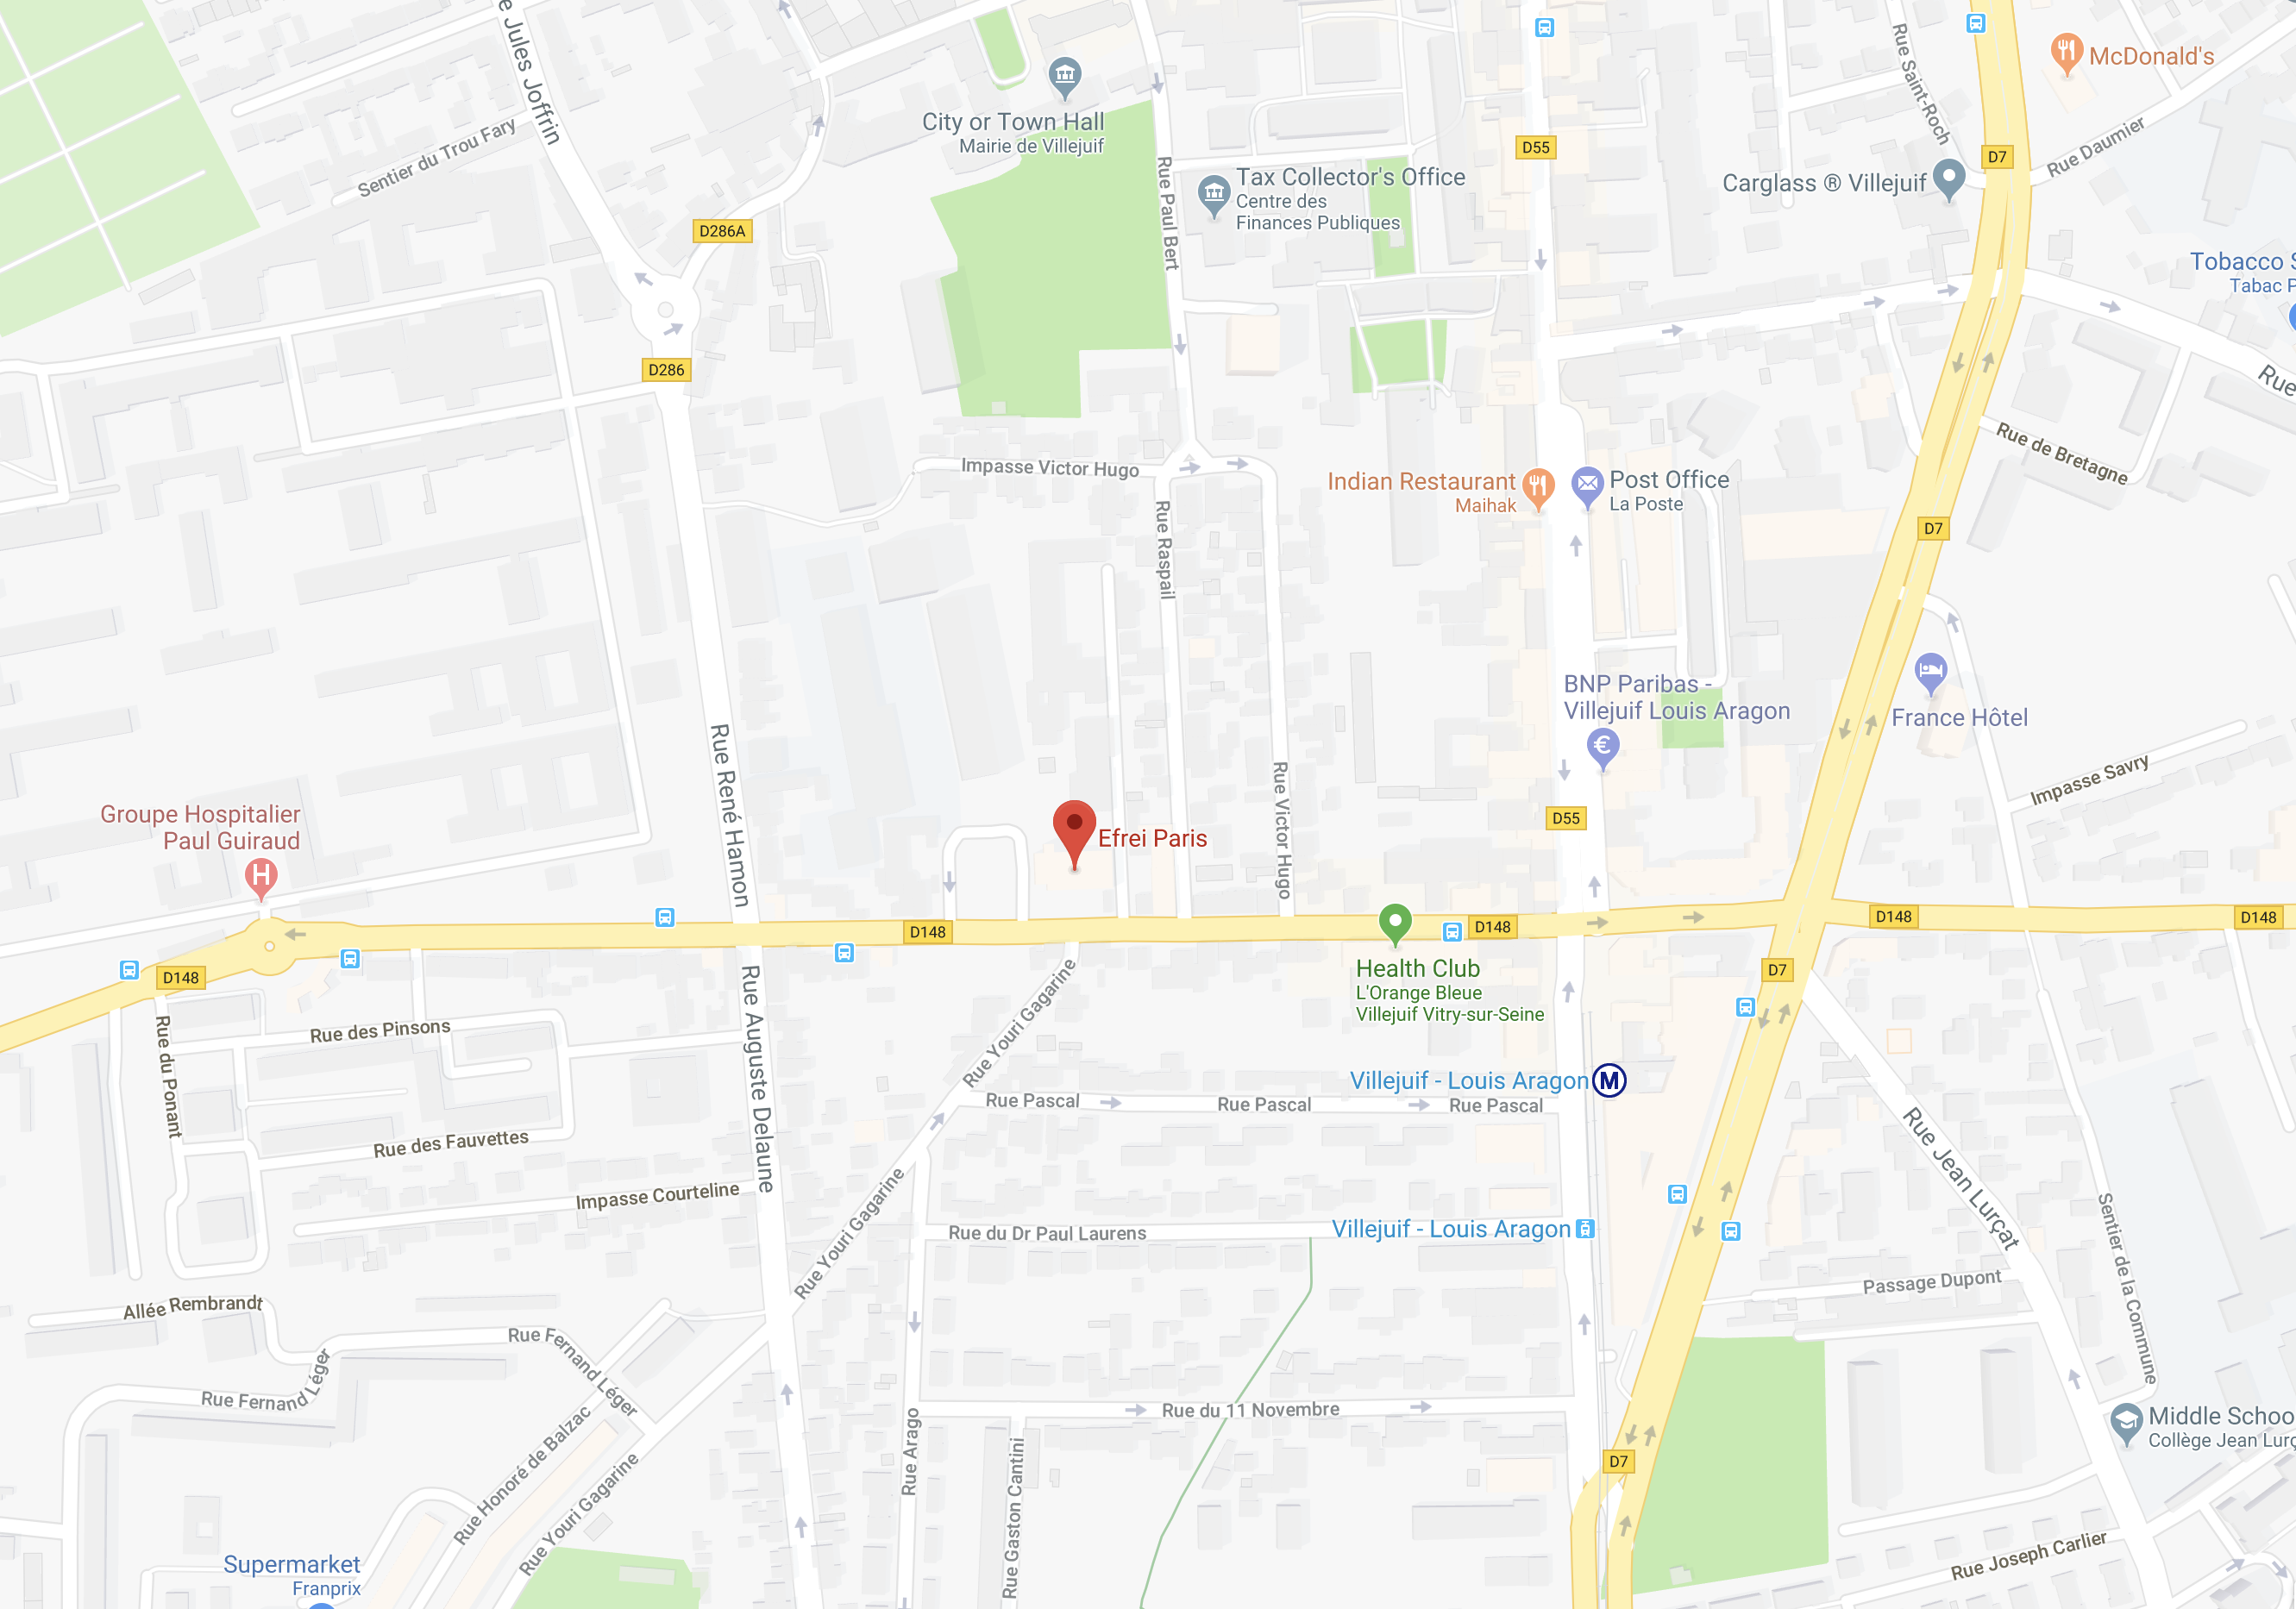 e Jules Joffrin
Sentier du Trou Fary
City or Town Hall
Mairie de Villejuif
Rue Paul Bert
Tax Collector's Office
Centre des
Finances Publiques
D55
Rue Saint-Roch
McDonald's
D7
Rue Daumier
Carglass ® Villejuif
Tobacco S
Tabac P
D286A
D286
Rue
Rue de Bretagne
Impasse Victor Hugo
Rue Raspail
Indian Restaurant
Maihak
Post Office
La Poste
D7
BNP Paribas -
Villejuif Louis Aragon
France Hôtel
Impasse Savry
Rue René Hamon
Rue Victor Hugo
Groupe Hospitalier
Paul Guiraud
H
Efrei Paris
D55
€
D148
D148
D148
D148
D148
D7
Health Club
L'Orange Bleue
Villejuif Vitry-sur-Seine
Rue des Pinsons
Rue du Ponant
Rue Auguste Delaune
Rue Youri Gagarine
Villejuif - Louis Aragon
M
Rue Pascal
Rue Pascal
Rue Pascal
Rue des Fauvettes
Impasse Courteline
Rue Youri Gagarine
Rue du Dr Paul Laurens
Villejuif - Louis Aragon
Rue Jean Lurçat
Sentier de la Commune
Passage Dupont
Allée Rembrandt
Rue Fernand Léger
Rue Fernand Léger
Rue Honoré de Balzac
Rue Youri Gagarine
Rue Arago
Rue Gaston Cantini
Rue du 11 Novembre
D7
Middle Schoo
Collège Jean Lurç
Rue Joseph Carlier
Supermarket
Franprix